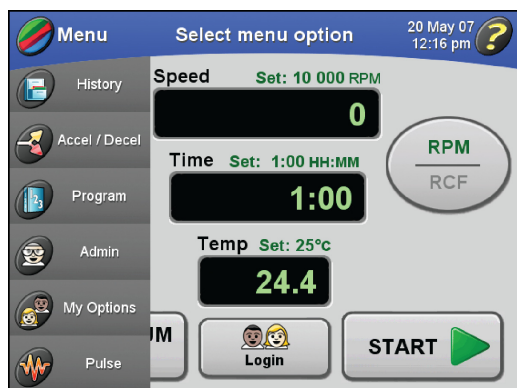 Menu
Select menu option
20 May 07
12:16 pm
?
History
Accel / Decel
Program
Admin
My Options
Pulse
Speed Set: 10 000 RPM
0
Time Set: 1:00 HH:MM
1:00
Temp Set: 25°C
24.4
RPM
RCF
UM
Login
START